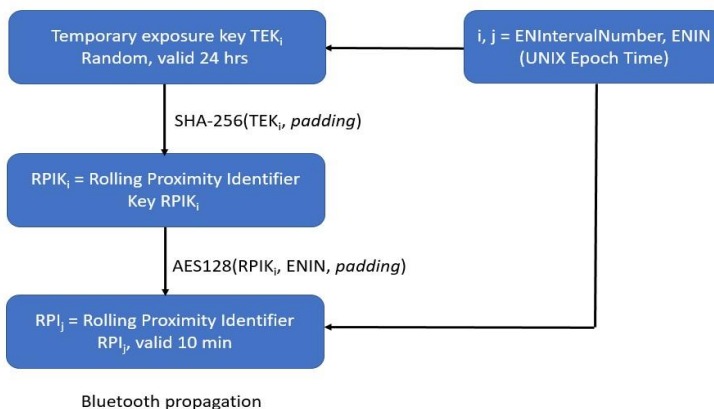 Temporary exposure key TEKᵢ
Random, valid 24 hrs
i, j = ENIntervalNumber, ENIN
(UNIX Epoch Time)
SHA-256(TEKᵢ, padding)
RPIKᵢ = Rolling Proximity Identifier
Key RPIKᵢ
AES128(RPIKᵢ, ENIN, padding)
RPIⱼ = Rolling Proximity Identifier
RPIⱼ, valid 10 min
Bluetooth propagation